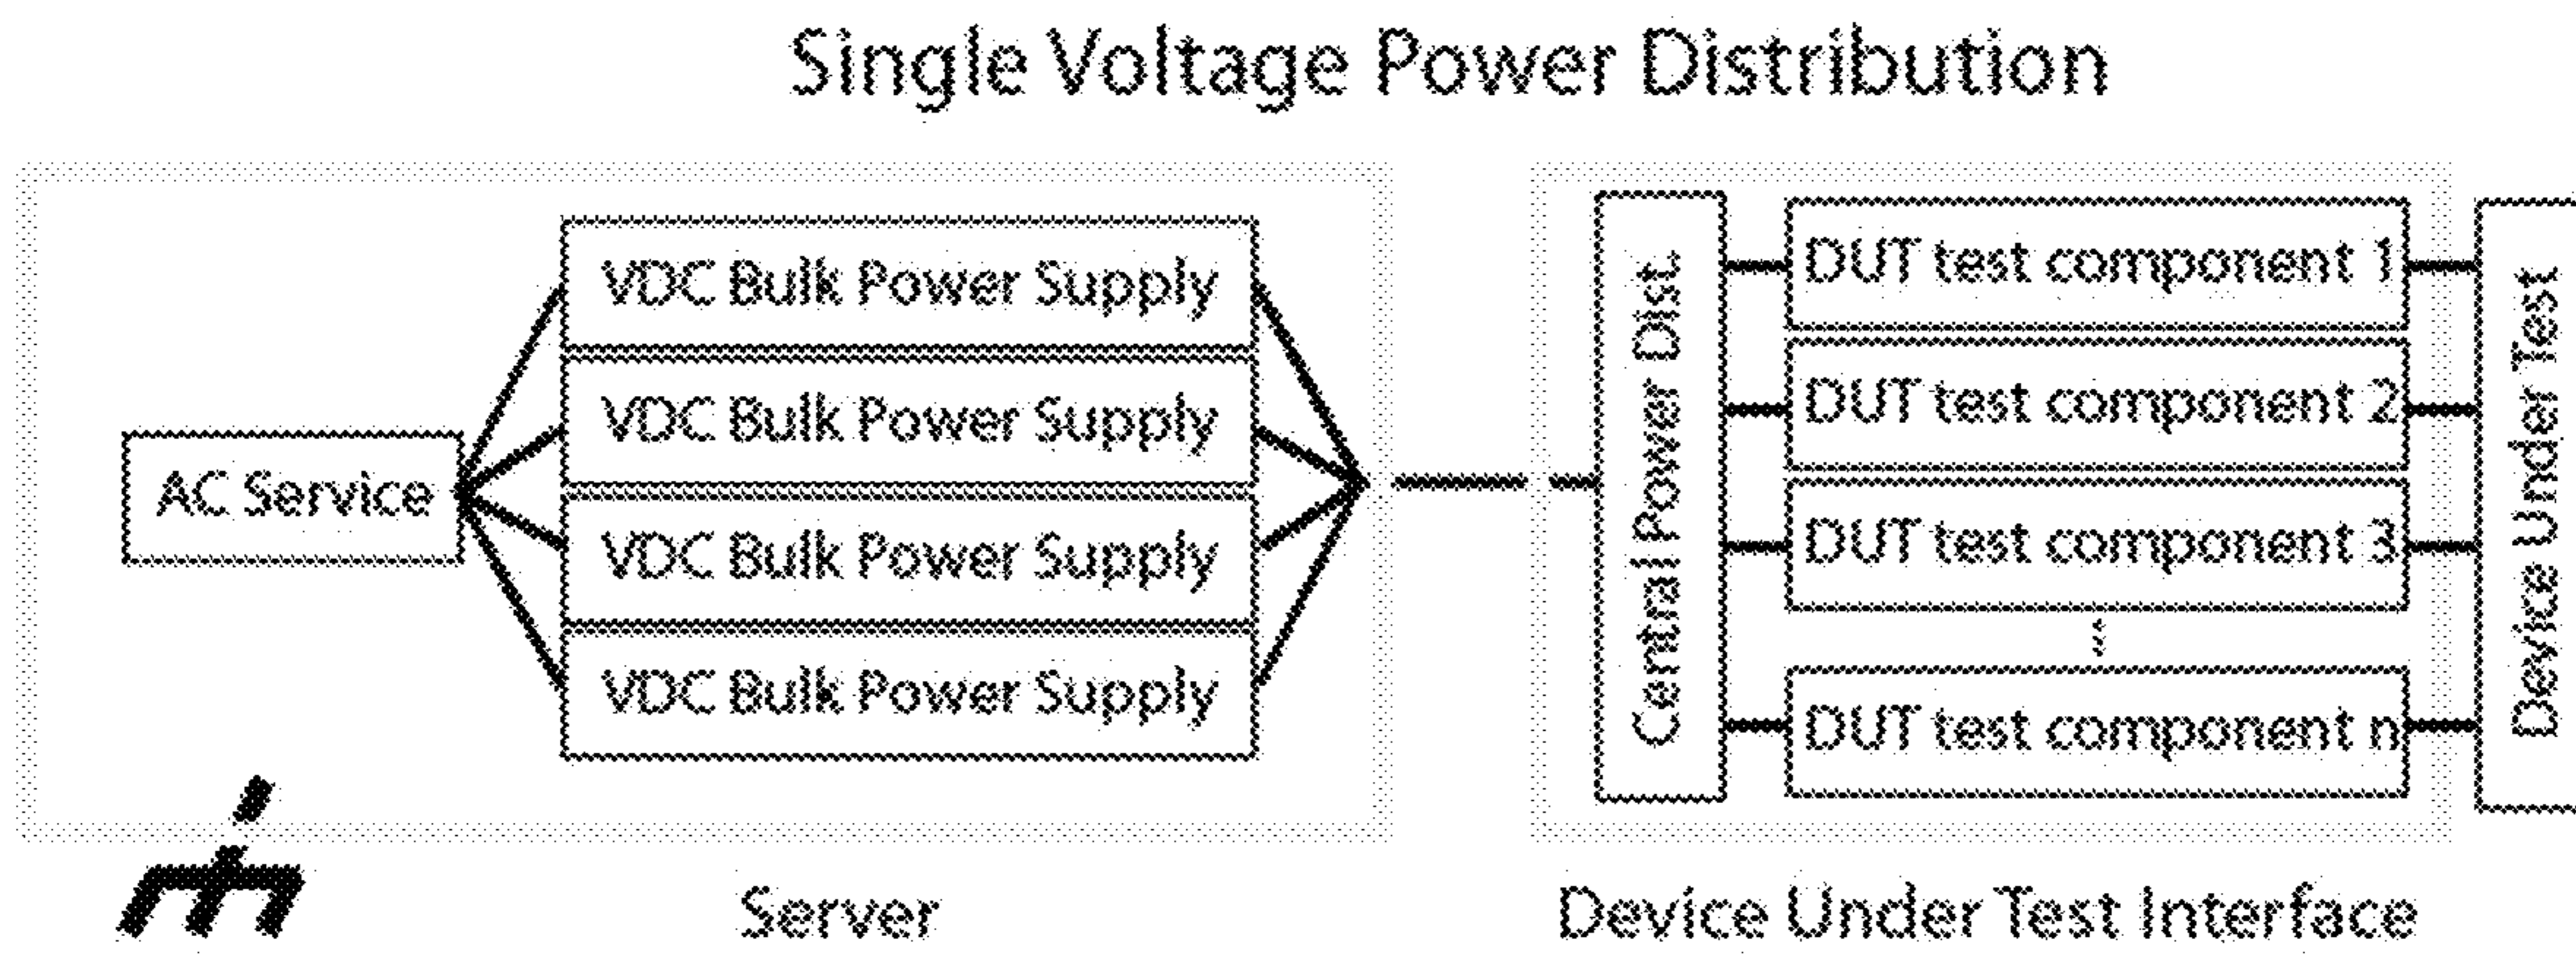 Single Voltage Power Distribution
AC Service
VDC Bulk Power Supply
VDC Bulk Power Supply
VDC Bulk Power Supply
VDC Bulk Power Supply
Server
Central Power Dist.
DUT test component 1
DUT test component 2
DUT test component 3
DUT test component n
Device Under Test
Device Under Test Interface